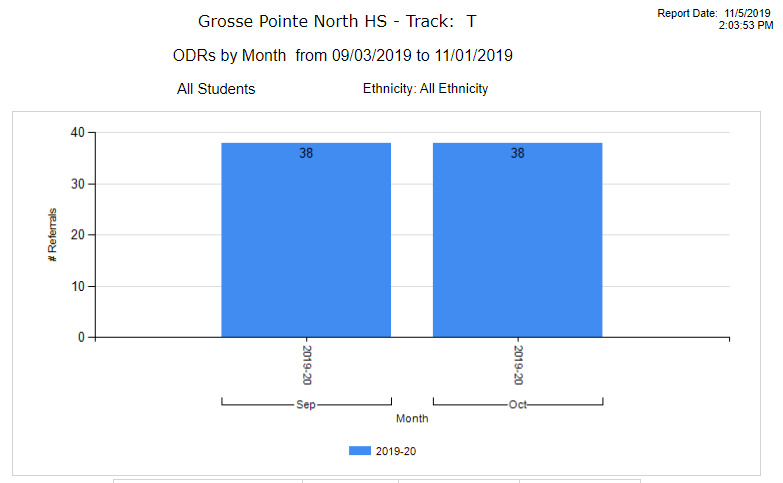 Grosse Pointe North HS - Track: T
Report Date: 11/5/2019
2:03:53 PM
ODRs by Month from 09/03/2019 to 11/01/2019
All Students
Ethnicity: All Ethnicity
40
38
38
30
# Referrals
20
10
0
2019-20
2019-20
Sep
Oct
Month
2019-20